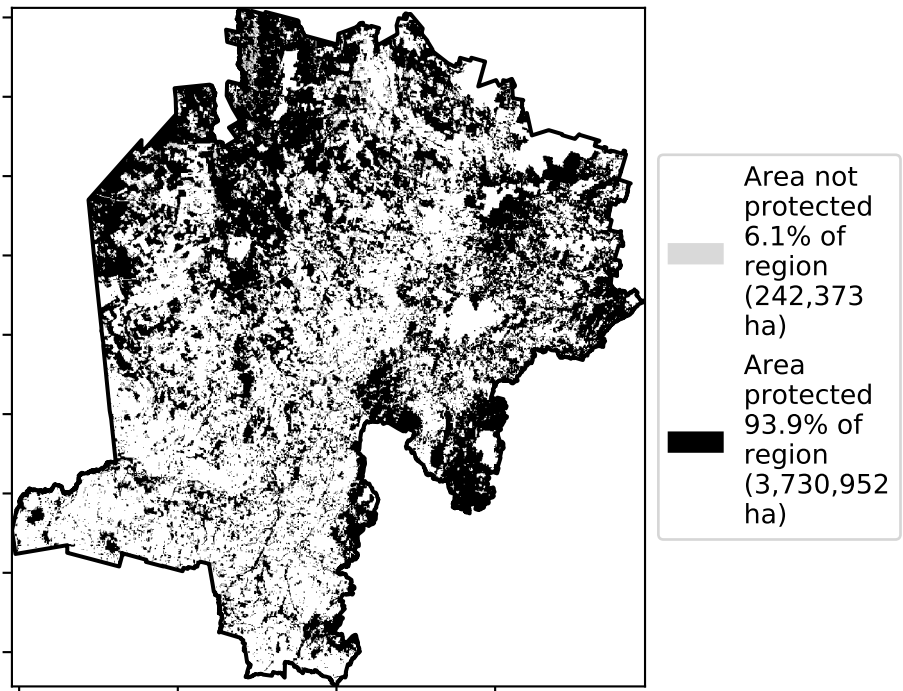 Area not
protected
6.1% of
region
(242,373
ha)
Area
protected
93.9% of
region
(3,730,952
ha)